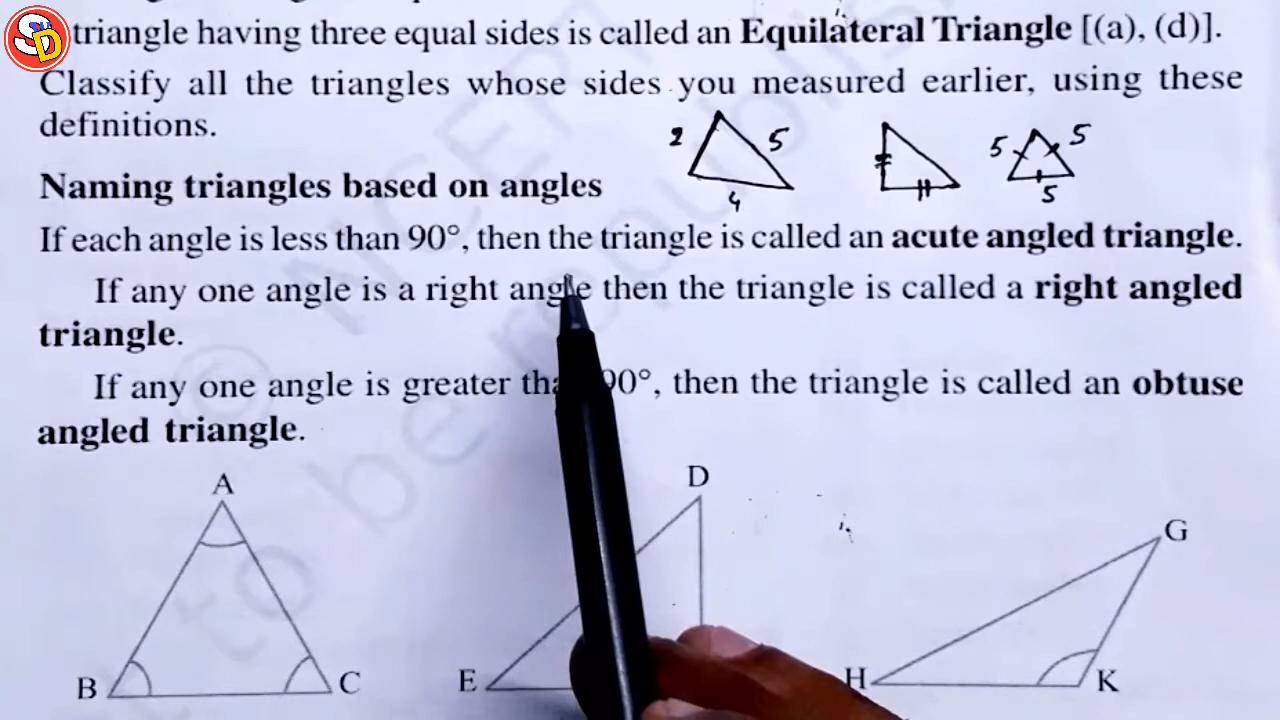 SD
triangle having three equal sides is called an Equilateral Triangle [(a), (d)].
Classify all the triangles whose sides you measured earlier, using these
definitions.
2 5 4
5 5 5
Naming triangles based on angles
If each angle is less than 90°, then the triangle is called an acute angled triangle.
If any one angle is a right angle then the triangle is called a right angled
triangle.
If any one angle is greater 90°, then the triangle is called an obtuse
angled triangle.
A B C
D E
G H K